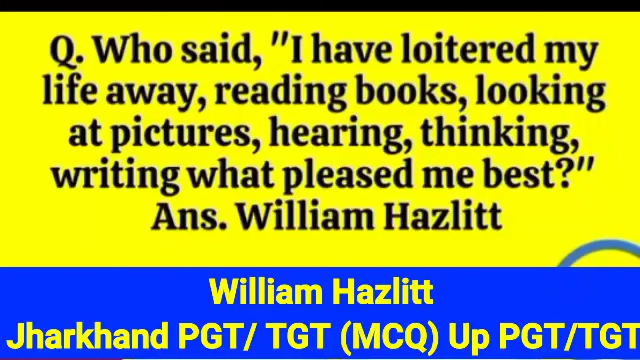 Q. Who said, "I have loitered my
life away, reading books, looking
at pictures, hearing, thinking,
writing what pleased me best?"
Ans. William Hazlitt
William Hazlitt
Jharkhand PGT/ TGT (MCQ) Up PGT/TGT